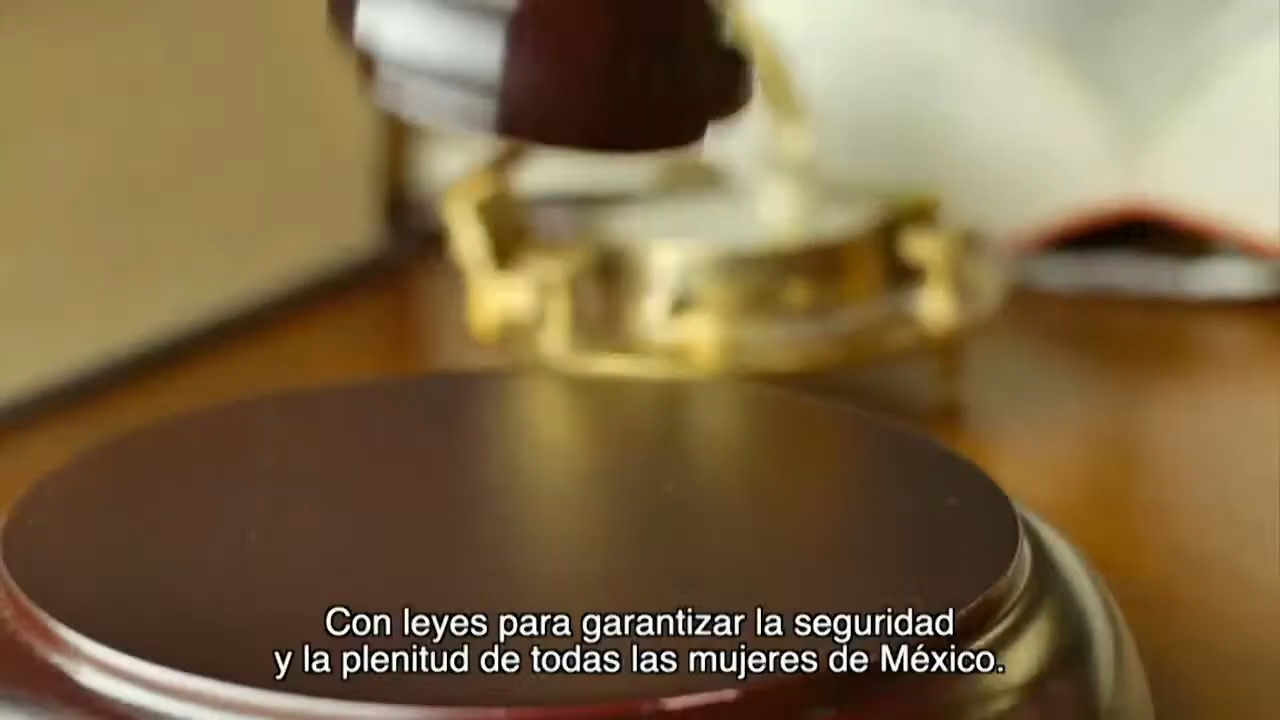 Con leyes para garantizar la seguridad
y la plenitud de todas las mujeres de México.